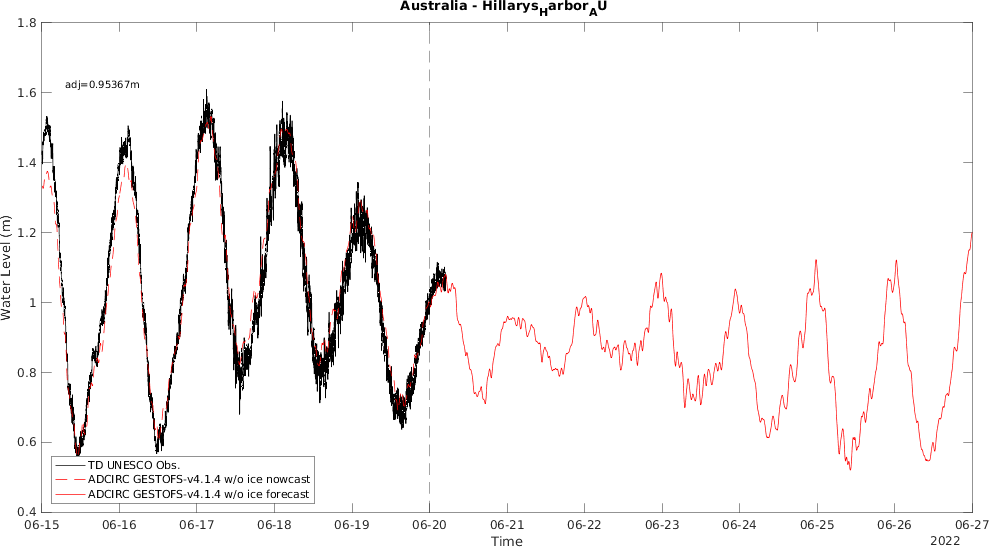 Australia - HillarysHarborAU
1.8
adj=0.95367m
1.6
1.4
1.2
1
0.8
0.6
0.4
Water Level (m)
TD UNESCO Obs.
ADCIRC GESTOFS-v4.1.4 w/o ice nowcast
ADCIRC GESTOFS-v4.1.4 w/o ice forecast
06-15 06-16 06-17 06-18 06-19 06-20 06-21 06-22 06-23 06-24 06-25 06-26 06-27
Time
2022